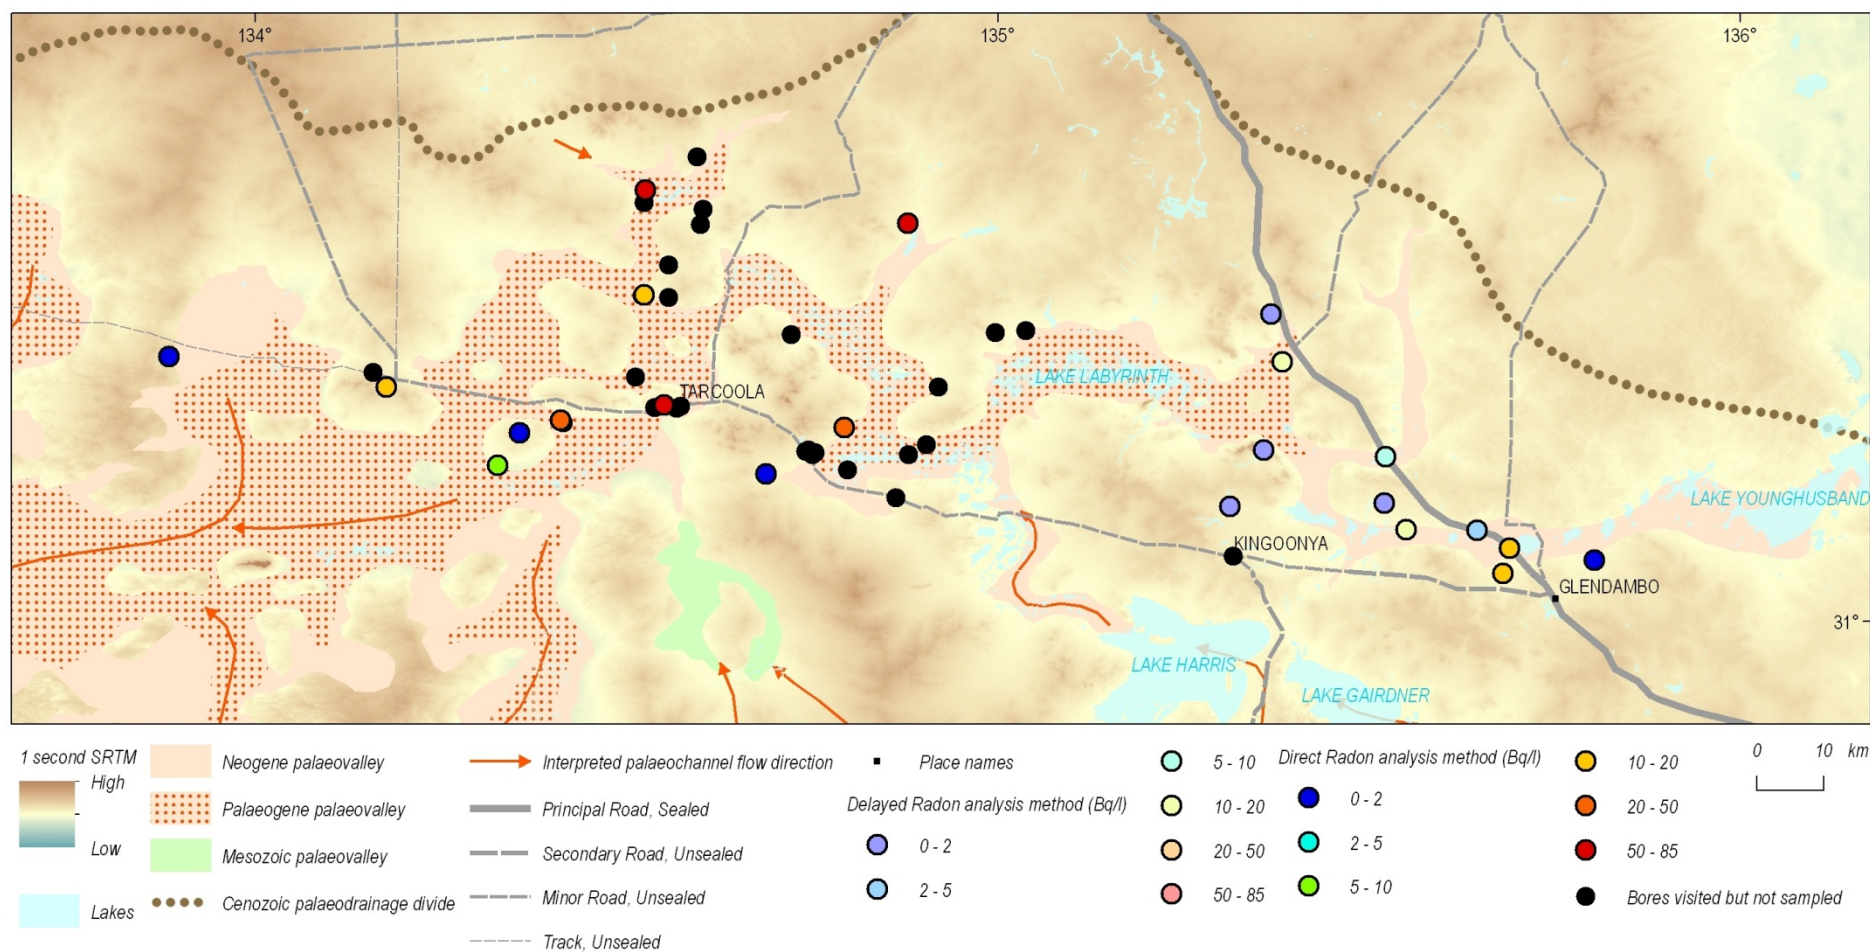 134°
135°
136°
TARCOOLA
LAKE LABYRINTH
LAKE YOUNGHUSBAND
KINGOONYA
GLENDAMBO
31°
LAKE HARRIS
LAKE GAIRDNER
1 second SRTM
High
Low
Lakes
Neogene palaeovalley
Palaeogene palaeovalley
Mesozoic palaeovalley
Cenozoic palaeodrainage divide
Interpreted palaeochannel flow direction
Principal Road, Sealed
Secondary Road, Unsealed
Minor Road, Unsealed
Track, Unsealed
Place names
Delayed Radon analysis method (Bq/l)
0 - 2
2 - 5
5 - 10
10 - 20
20 - 50
50 - 85
Direct Radon analysis method (Bq/l)
0 - 2
2 - 5
5 - 10
10 - 20
20 - 50
50 - 85
Bores visited but not sampled
0 10 km